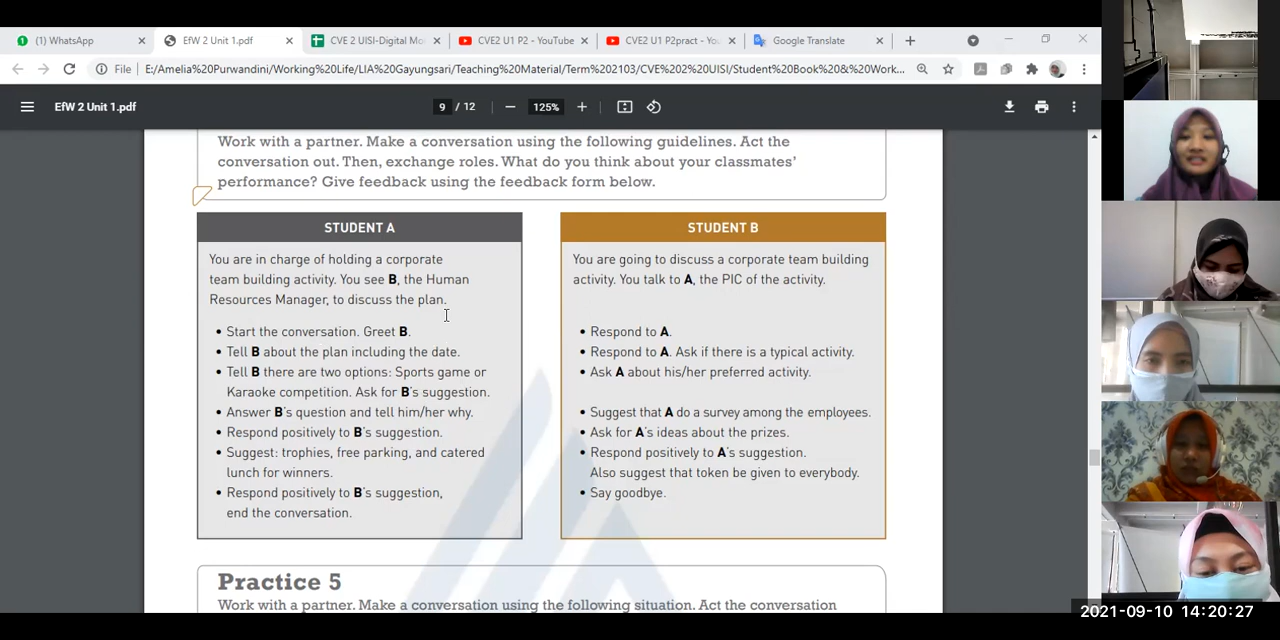 (1) WhatsApp
EfW 2 Unit 1.pdf
CVE 2 UISI-Digital Mo
CVE2 U1 P2 - YouTube
CVE2 U1 P2pract - You
Google Translate
File
E:/Amelia%20Purwandini/Working%20Life/LIA%20Gayungsari/Teaching%20Material/Term%202103/CVE%202%20UISI/Student%20Book%20&%20Work...
EfW 2 Unit 1.pdf
9 / 12
125%
Work with a partner. Make a conversation using the following guidelines. Act the
conversation out. Then, exchange roles. What do you think about your classmates'
performance? Give feedback using the feedback form below.
STUDENT A
You are in charge of holding a corporate
team building activity. You see B, the Human
Resources Manager, to discuss the plan.
• Start the conversation. Greet B.
• Tell B about the plan including the date.
• Tell B there are two options: Sports game or
Karaoke competition. Ask for B's suggestion.
• Answer B's question and tell him/her why.
• Respond positively to B's suggestion.
• Suggest: trophies, free parking, and catered
lunch for winners.
• Respond positively to B's suggestion,
end the conversation.
STUDENT B
You are going to discuss a corporate team building
activity. You talk to A, the PIC of the activity.
• Respond to A.
• Respond to A. Ask if there is a typical activity.
• Ask A about his/her preferred activity.
• Suggest that A do a survey among the employees.
• Ask for A's ideas about the prizes.
• Respond positively to A's suggestion.
Also suggest that token be given to everybody.
• Say goodbye.
Practice 5
Work with a partner. Make a conversation using the following situation. Act the conversation
2021-09-10 14:20:27